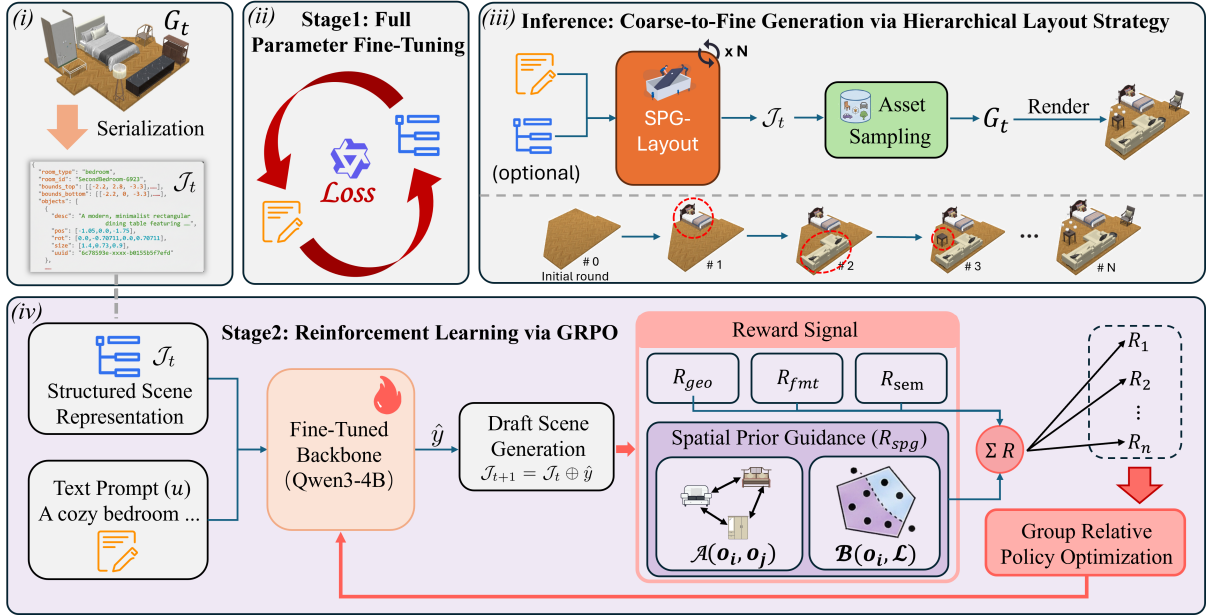 (i)
G_t
Serialization
𝒥_t
{
"room_type": "bedroom",
"room_id": "SecondBedroom-6923",
"bounds_top": [[-2.2, 2.8, -3.3],……],
"bounds_bottom": [[-2.2, 0, -3.3],……],
"objects": [
{
"desc": "A modern, minimalist rectangular
dining table featuring ……",
"pos": [-1.05,0.0,-1.75],
"rot": [0.0,-0.70711,0.0,0.70711],
"size": [1.4,0.73,0.9],
"uuid":
},
(ii)
Stage1: Full
Parameter Fine-Tuning
Loss
(iii)
Inference: Coarse-to-Fine Generation via Hierarchical Layout Strategy
(optional)
x N
SPG-
Layout
𝒥_t
Asset
Sampling
G_t
Render
# 0
Initial round
# 1
# 2
# 3
...
# N
(iv)
Stage2: Reinforcement Learning via GRPO
𝒥_t
Structured Scene
Representation
Text Prompt (u)
A cozy bedroom ...
Fine-Tuned
Backbone
(Qwen3-4B)
ŷ
Draft Scene
Generation
𝒥_{t+1} = 𝒥_t ⊕ ŷ
Reward Signal
R_geo
R_fmt
R_sem
Spatial Prior Guidance (R_spg)
𝒜(o_i, o_j)
ℬ(o_i, ℒ)
Σ R
R_1
R_2
⋮
R_n
Group Relative
Policy Optimization